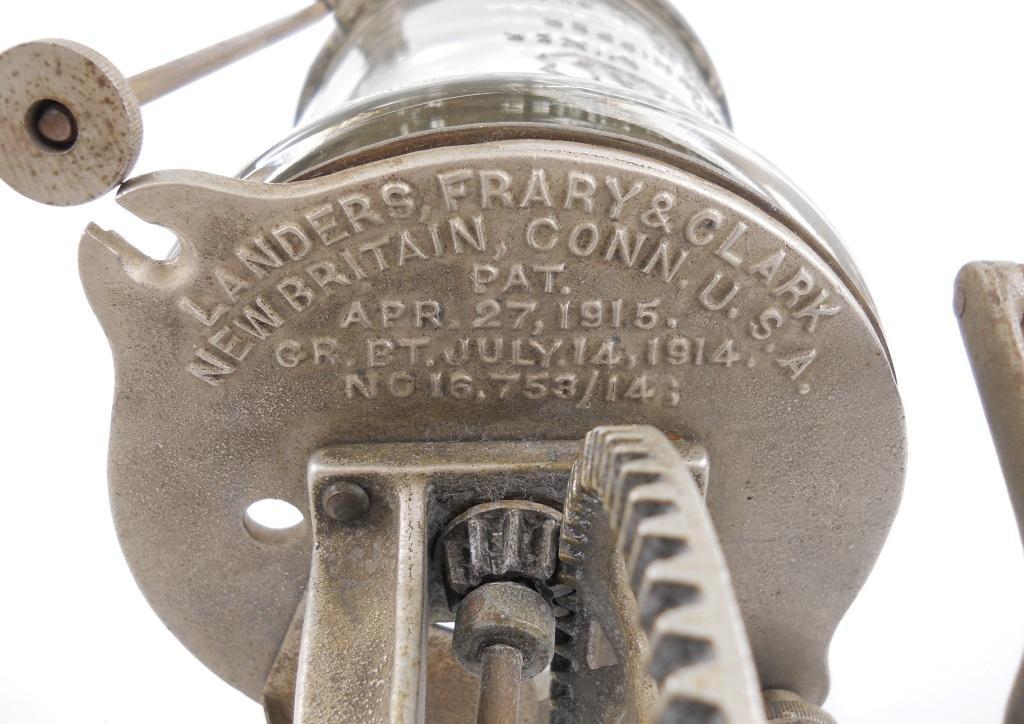 LANDERS, FRARY & CLARK
NEW BRITAIN, CONN. U.S.A.
PAT.
APR. 27, 1915.
GR. BT. JULY. 14, 1914.
NO 16.753/14;